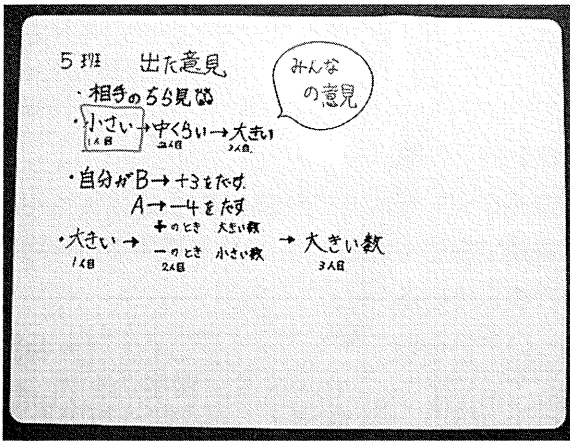 5班 出た意見
みんな
の意見
・相手のちら見
・小さい→中くらい→大きい
1人目 2人目 3人目
・自分がB→+3をたす.
A→−4をたす
・大きい→ +のとき 大きい数
−のとき 小さい数 → 大きい数
1人目 2人目 3人目